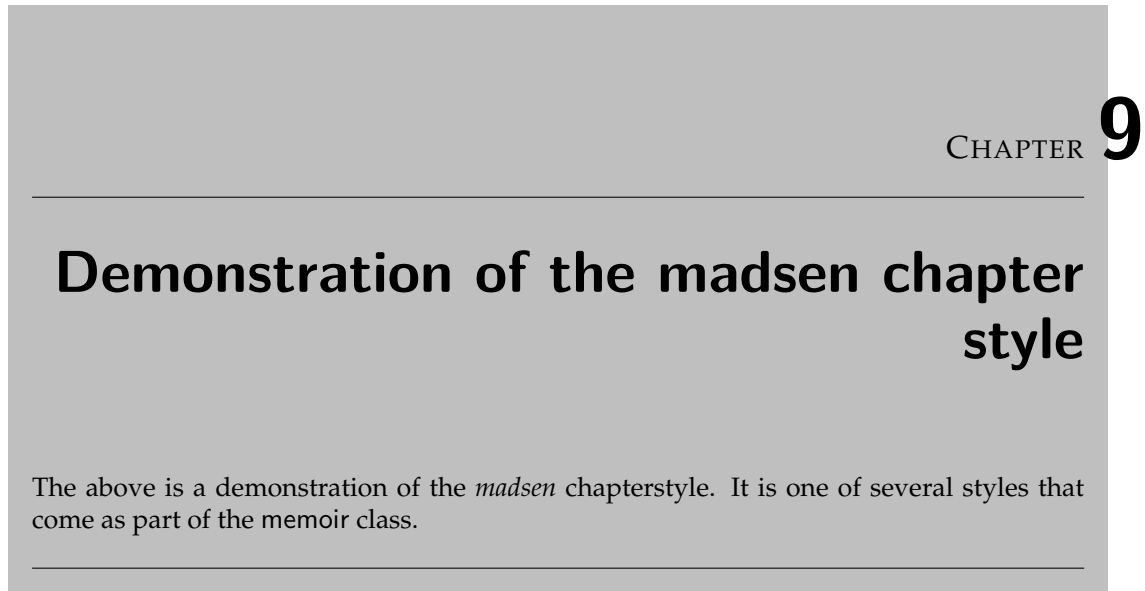 CHAPTER 9
Demonstration of the madsen chapter
style
The above is a demonstration of the madsen chapterstyle. It is one of several styles that
come as part of the memoir class.